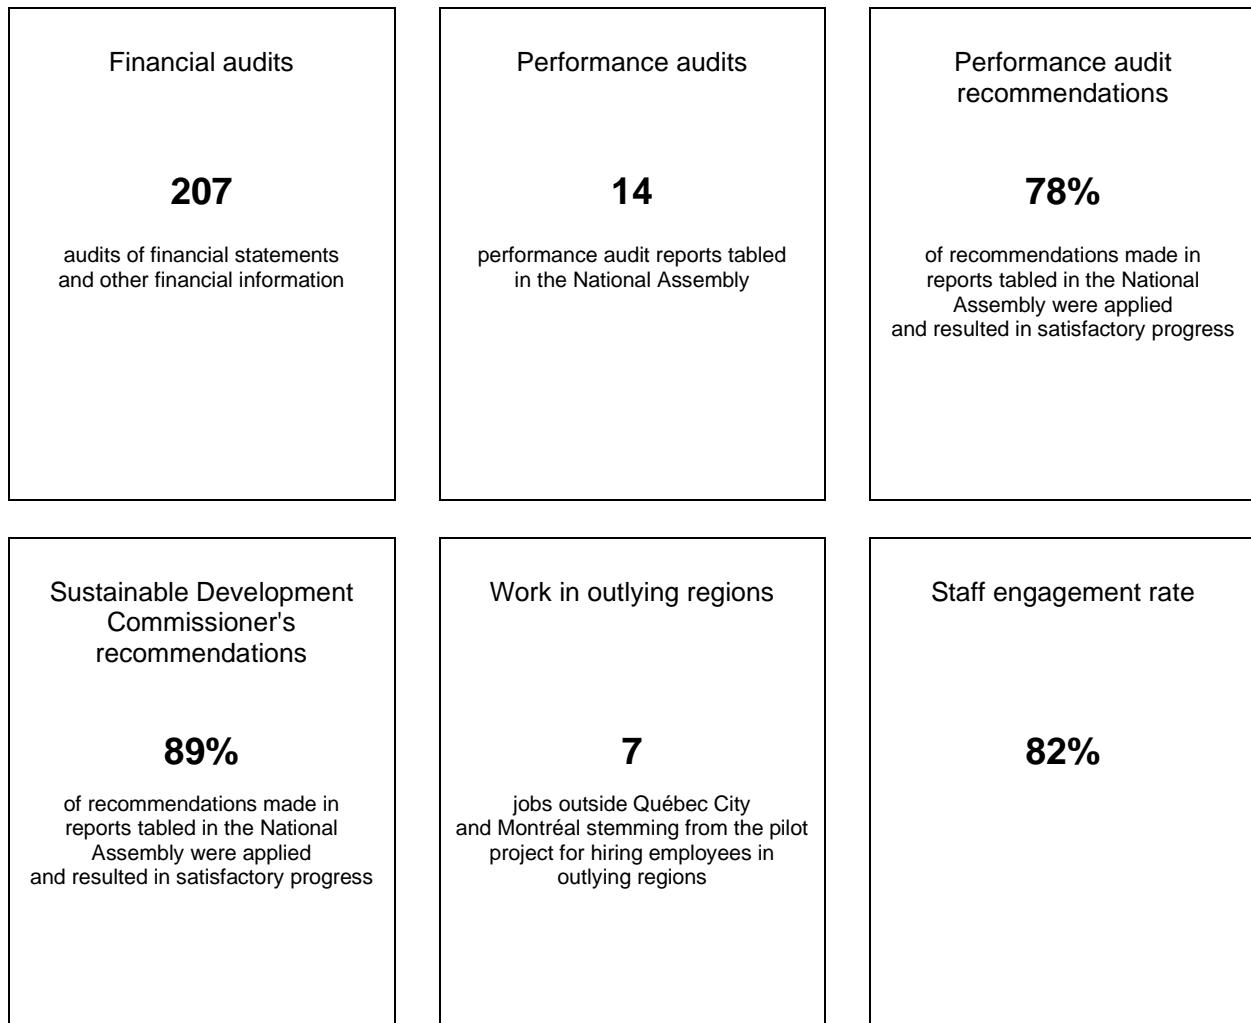 Financial audits
207
audits of financial statements
and other financial information
Performance audits
14
performance audit reports tabled
in the National Assembly
Performance audit
recommendations
78%
of recommendations made in
reports tabled in the National
Assembly were applied
and resulted in satisfactory progress
Sustainable Development
Commissioner's
recommendations
89%
of recommendations made in
reports tabled in the National
Assembly were applied
and resulted in satisfactory progress
Work in outlying regions
7
jobs outside Québec City
and Montréal stemming from the pilot
project for hiring employees in
outlying regions
Staff engagement rate
82%